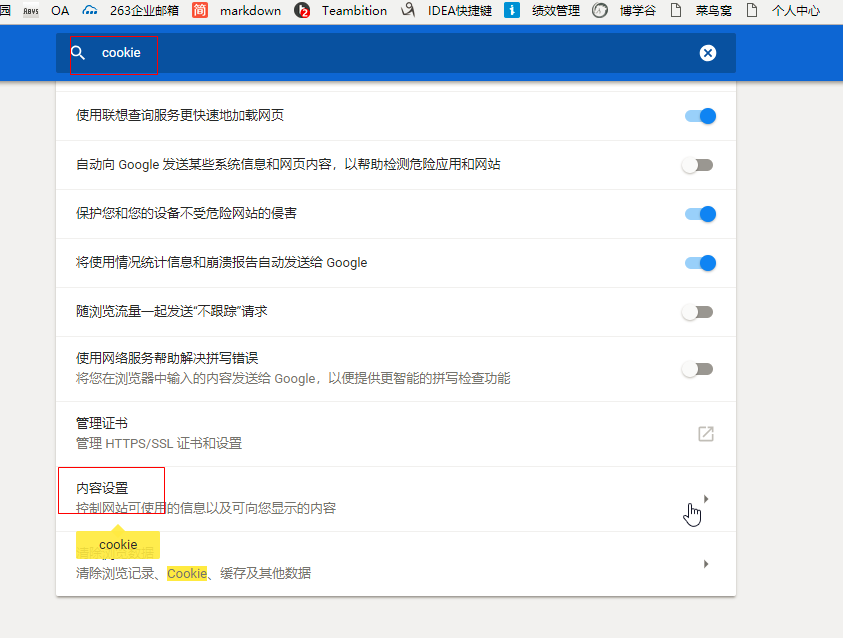 园 OA 263企业邮箱 简 markdown Teambition IDEA快捷键 绩效管理 博学谷 菜鸟窝 个人中心
cookie
使用联想查询服务更快速地加载网页
自动向 Google 发送某些系统信息和网页内容，以帮助检测危险应用和网站
保护您和您的设备不受危险网站的侵害
将使用情况统计信息和崩溃报告自动发送给 Google
随浏览流量一起发送“不跟踪”请求
使用网络服务帮助解决拼写错误
将您在浏览器中输入的内容发送给 Google，以便提供更智能的拼写检查功能
管理证书
管理 HTTPS/SSL 证书和设置
内容设置
控制网站可使用的信息以及可向您显示的内容
cookie
清除浏览数据
清除浏览记录、Cookie、缓存及其他数据